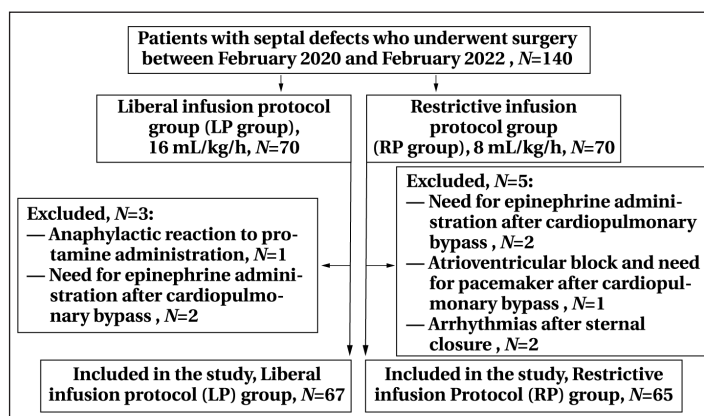 Patients with septal defects who underwent surgery
between February 2020 and February 2022 , N=140
Liberal infusion protocol
group (LP group),
16 mL/kg/h, N=70
Restrictive infusion
protocol group
(RP group), 8 mL/kg/h, N=70
Excluded, N=3:
— Anaphylactic reaction to pro-
tamine administration, N=1
— Need for epinephrine admini-
stration after cardiopulmo-
nary bypass , N=2
Excluded, N=5:
— Need for epinephrine admini-
stration after cardiopulmonary
bypass , N=2
— Atrioventricular block and need
for pacemaker after cardiopul-
monary bypass , N=1
— Arrhythmias after sternal
closure , N=2
Included in the study, Liberal
infusion protocol (LP) group, N=67
Included in the study, Restrictive
infusion Protocol (RP) group, N=65